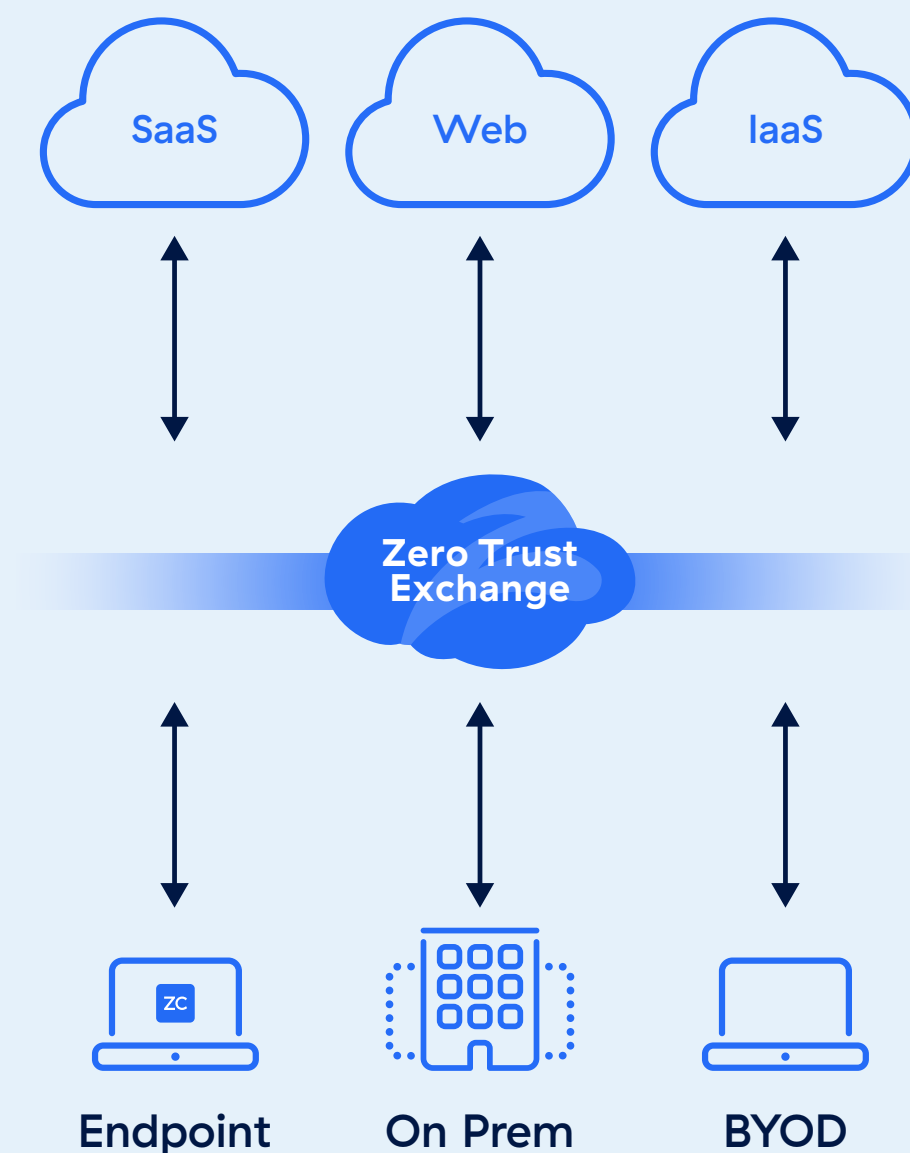 SaaS
Web
IaaS
Zero Trust
Exchange
ZC
Endpoint
On Prem
BYOD